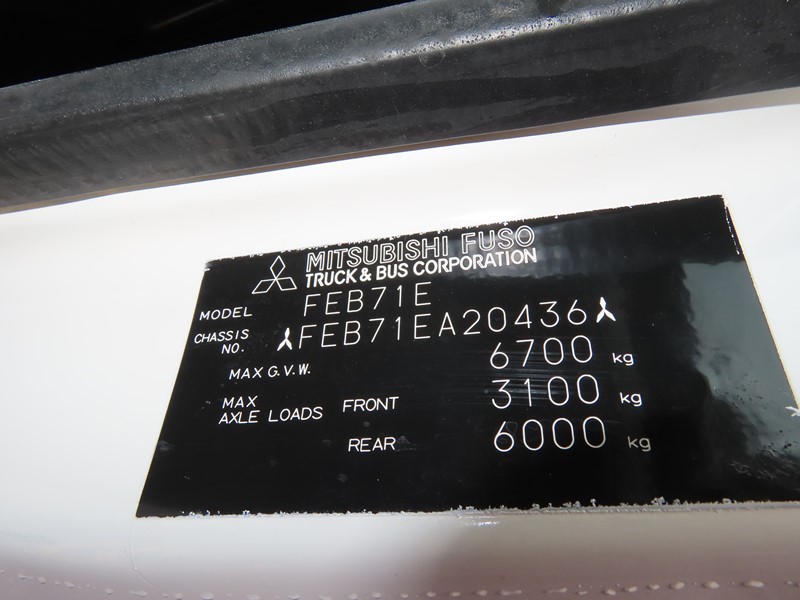 MITSUBISHI FUSO
TRUCK & BUS CORPORATION
MODEL FEB71E
CHASSIS NO. FEB71EA20436
MAX G.V.W. 6700 kg
MAX AXLE LOADS FRONT 3100 kg
REAR 6000 kg